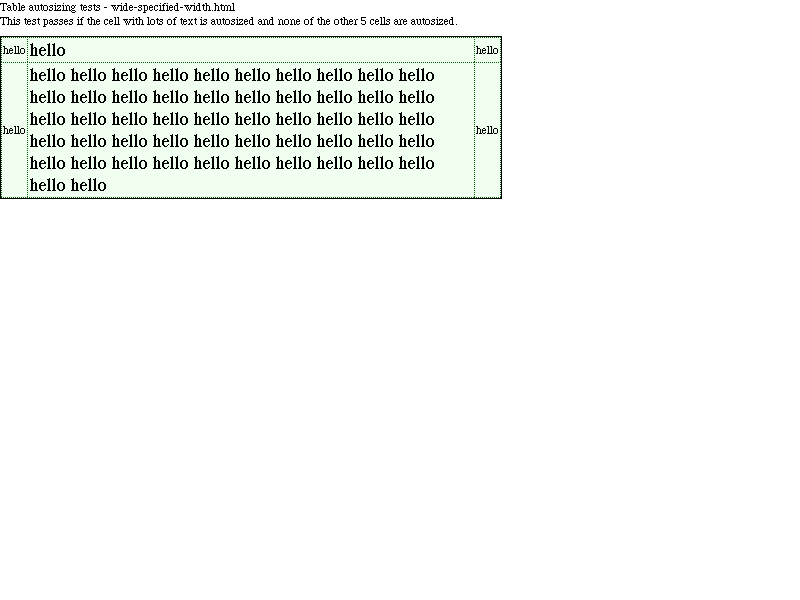 Table autosizing tests - wide-specified-width.html
This test passes if the cell with lots of text is autosized and none of the other 5 cells are autosized.
hello hello hello
hello hello hello hello hello hello hello hello hello hello
hello hello hello hello hello hello hello hello hello hello
hello hello hello hello hello hello hello hello hello hello
hello hello hello hello hello hello hello hello hello hello hello hello
hello hello hello hello hello hello hello hello hello hello
hello hello